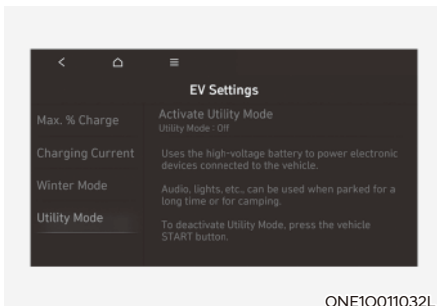 EV Settings
Max. % Charge
Charging Current
Winter Mode
Utility Mode
Activate Utility Mode
Utility Mode : Off
Uses the high-voltage battery to power electronic
devices connected to the vehicle.
Audio, lights, etc., can be used when parked for a
long time or for camping.
To deactivate Utility Mode, press the vehicle
START button.
ONE1Q011032L